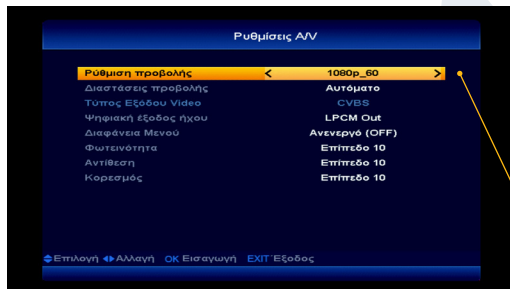 Ρυθμίσεις A/V
Ρύθμιση προβολής < 1080p_60 >
Διαστάσεις προβολής Αυτόματο
Τύπος Εξόδου Video CVBS
Ψηφιακή έξοδος ήχου LPCM Out
Διαφάνεια Μενού Ανενεργό (OFF)
Φωτεινότητα Επίπεδο 10
Αντίθεση Επίπεδο 10
Κορεσμός Επίπεδο 10
Επιλογή Αλλαγή OK Εισαγωγή EXIT Έξοδος